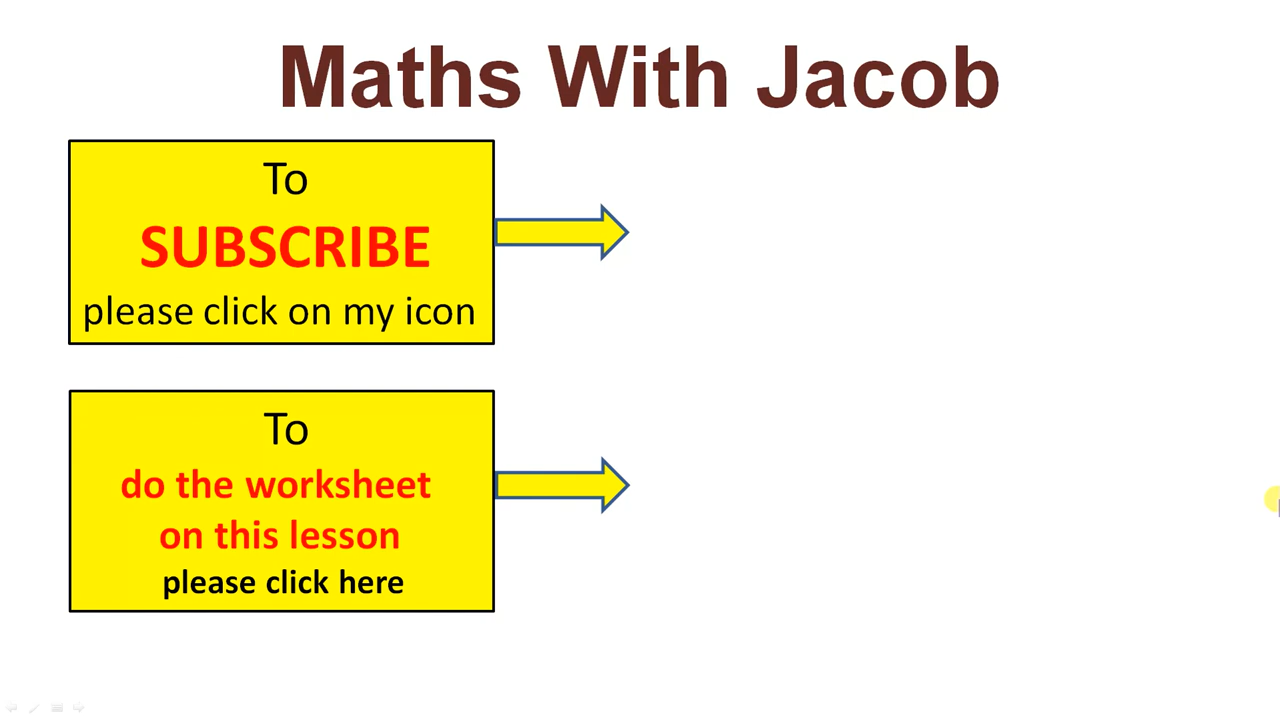 Maths With Jacob
To
SUBSCRIBE
please click on my icon
To
do the worksheet
on this lesson
please click here